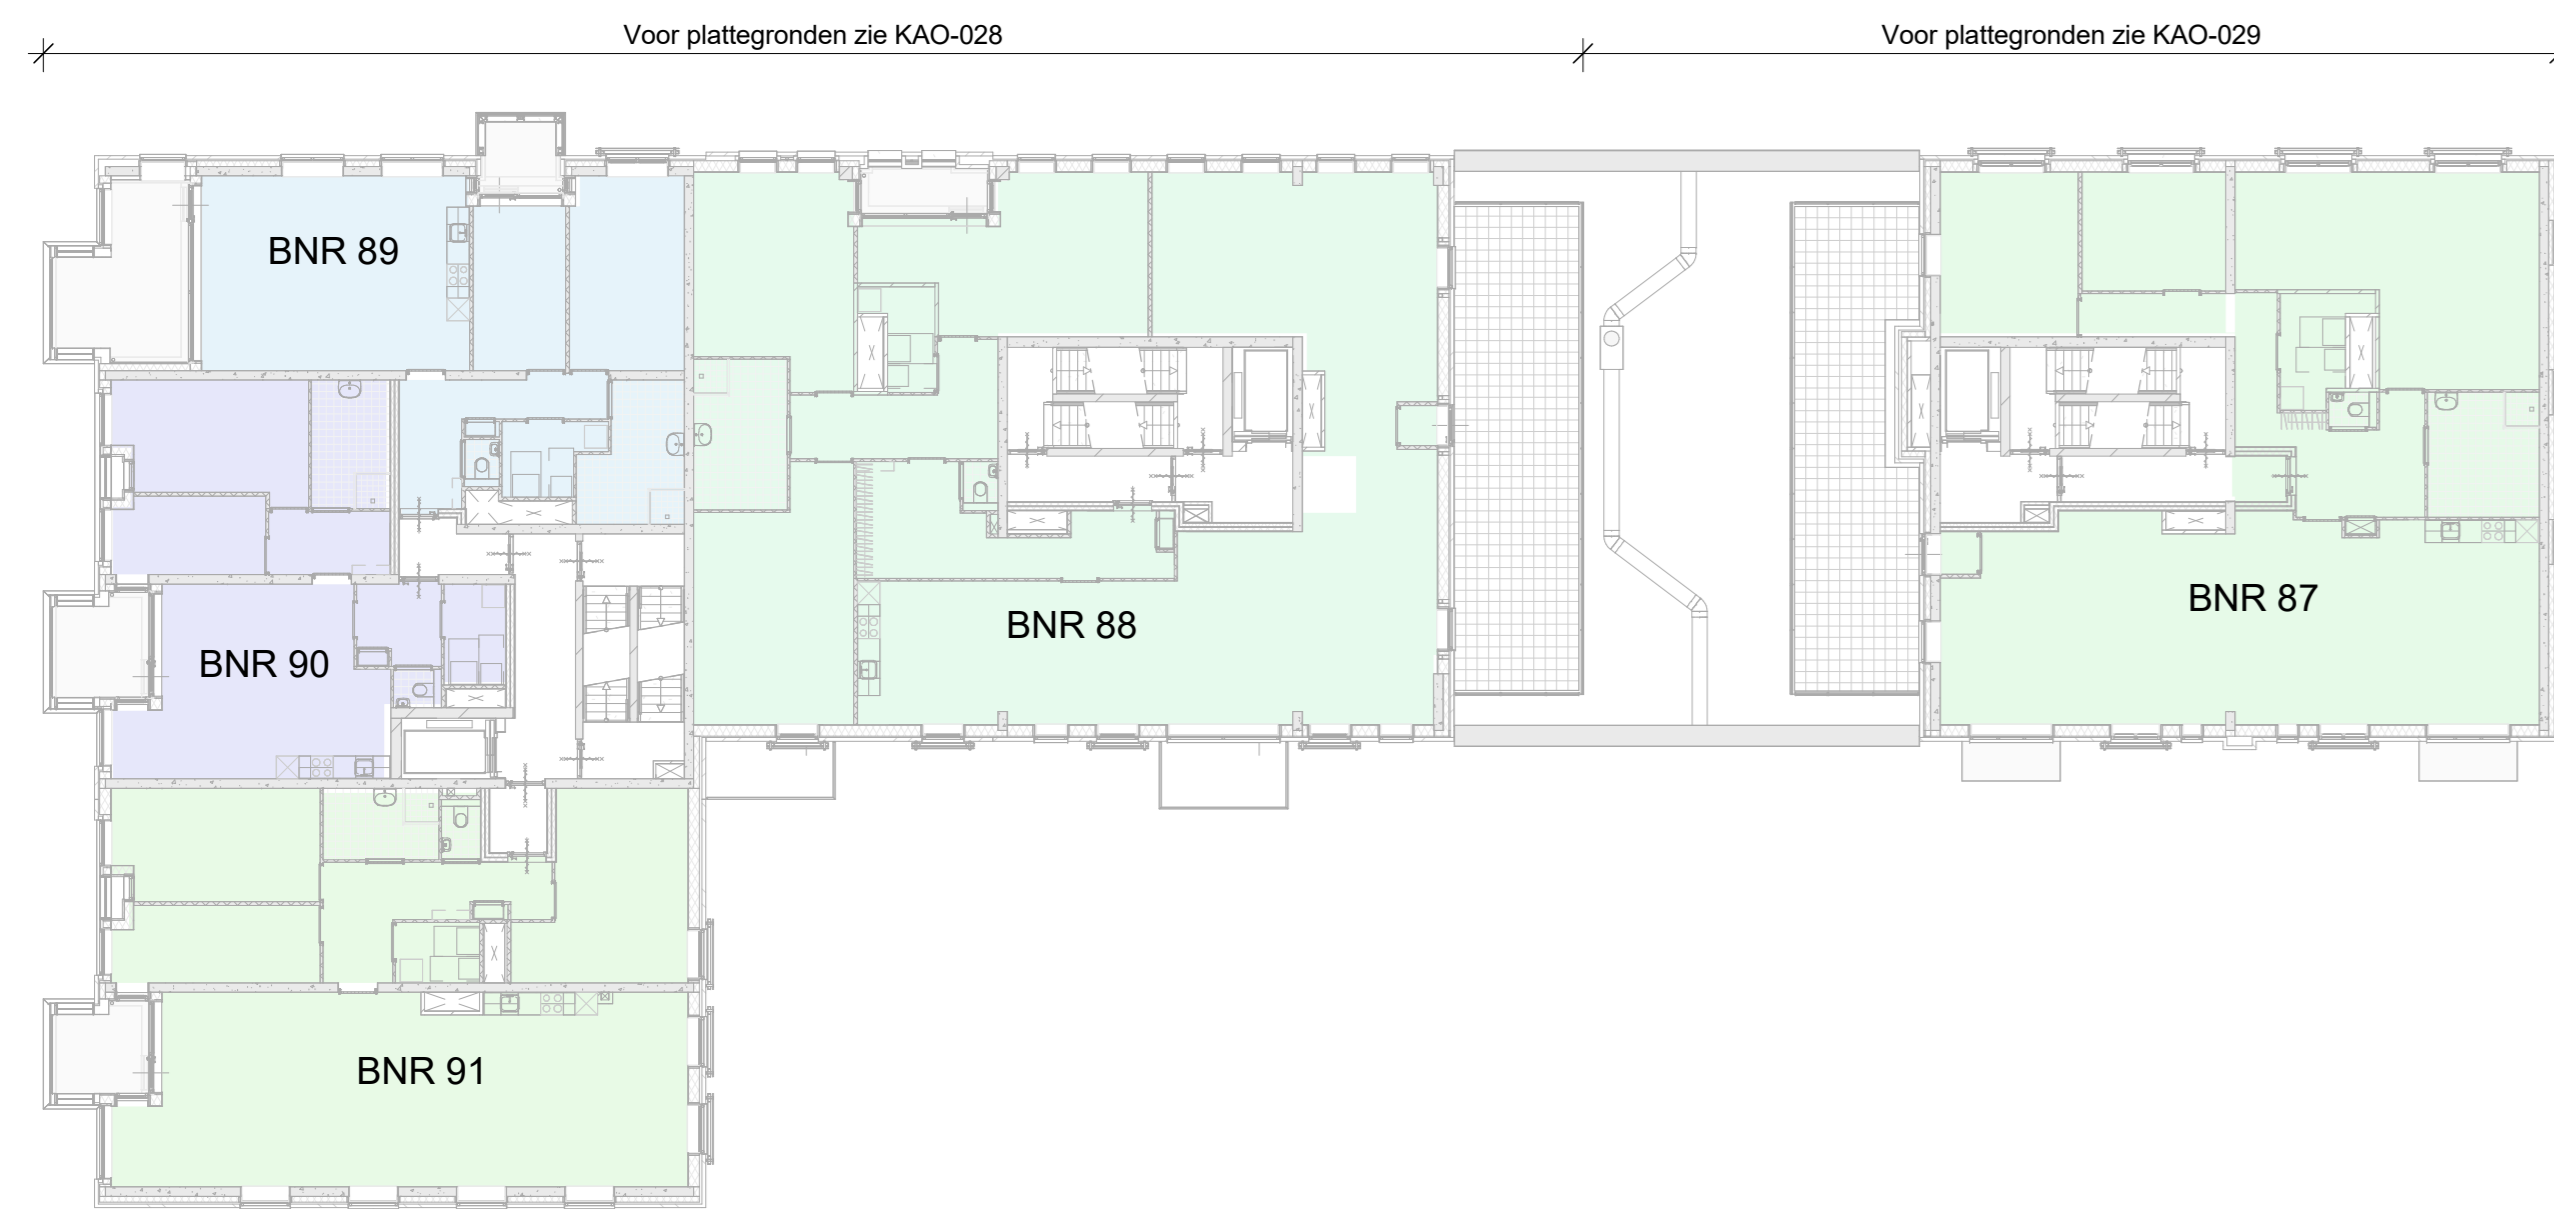 Voor plattegronden zie KAO-028
Voor plattegronden zie KAO-029
BNR 89
BNR 87
BNR 88
BNR 90
BNR 91